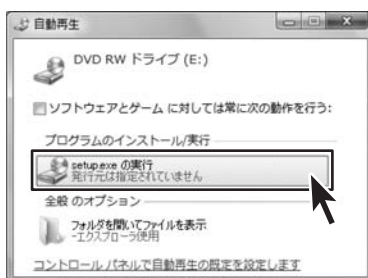 自動再生
DVD RW ドライブ (E:)
ソフトウェアとゲーム に対しては常に次の動作を行う:
プログラムのインストール/実行
setup.exe の実行
発行元は指定されていません
全般 のオプション
フォルダを開いてファイルを表示
-エクスプローラ使用
コントロール パネルで自動再生の既定を設定します